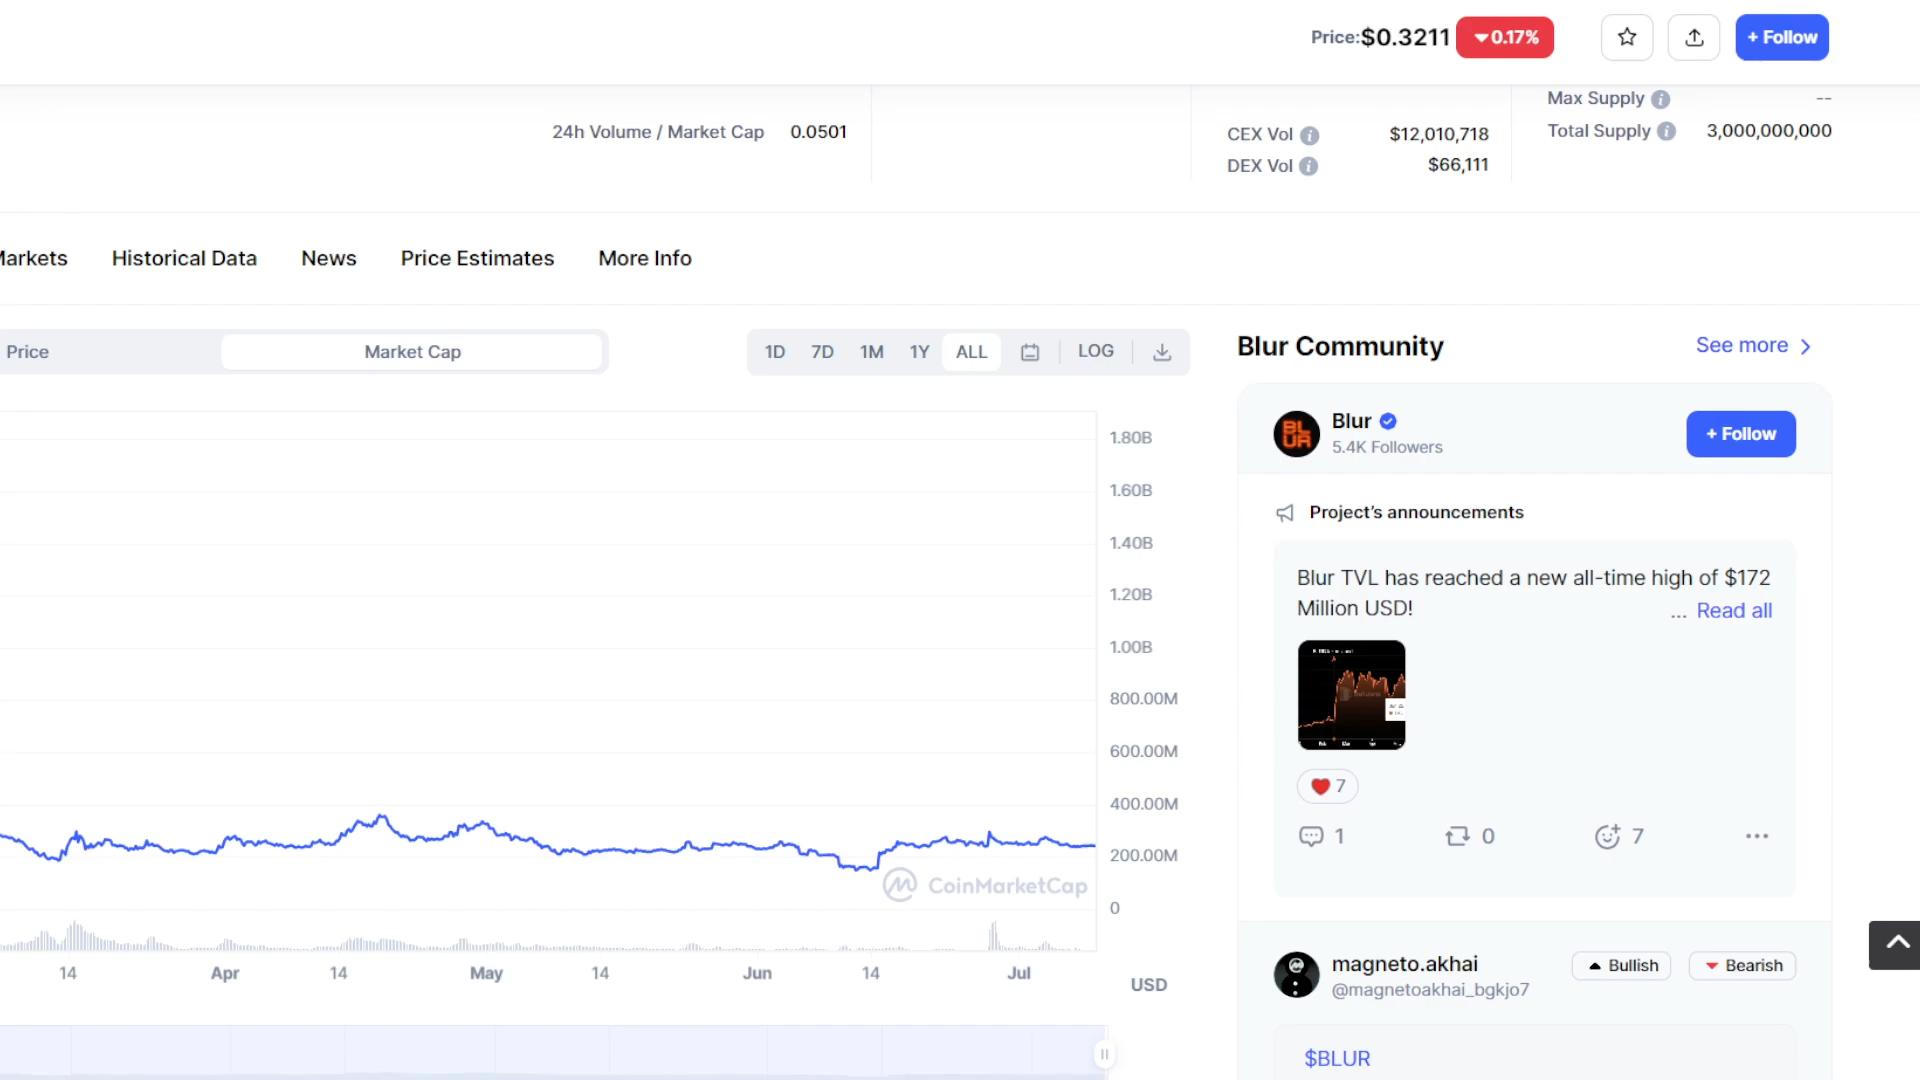 Price:$0.3211 0.17% + Follow
Max Supply --
24h Volume / Market Cap 0.0501
CEX Vol $12,010,718
Total Supply 3,000,000,000
DEX Vol $66,111
Markets Historical Data News Price Estimates More Info
Price Market Cap
1D 7D 1M 1Y ALL LOG
1.80B
1.60B
1.40B
1.20B
1.00B
800.00M
600.00M
400.00M
200.00M
0
CoinMarketCap
14 Apr 14 May 14 Jun 14 Jul
USD
Blur Community See more
BLUR
Blur
5.4K Followers
+ Follow
Project's announcements
Blur TVL has reached a new all-time high of $172
Million USD! ... Read all
7
1 0 7
magneto.akhai
@magnetoakhai_bgkjo7
Bullish Bearish
$BLUR